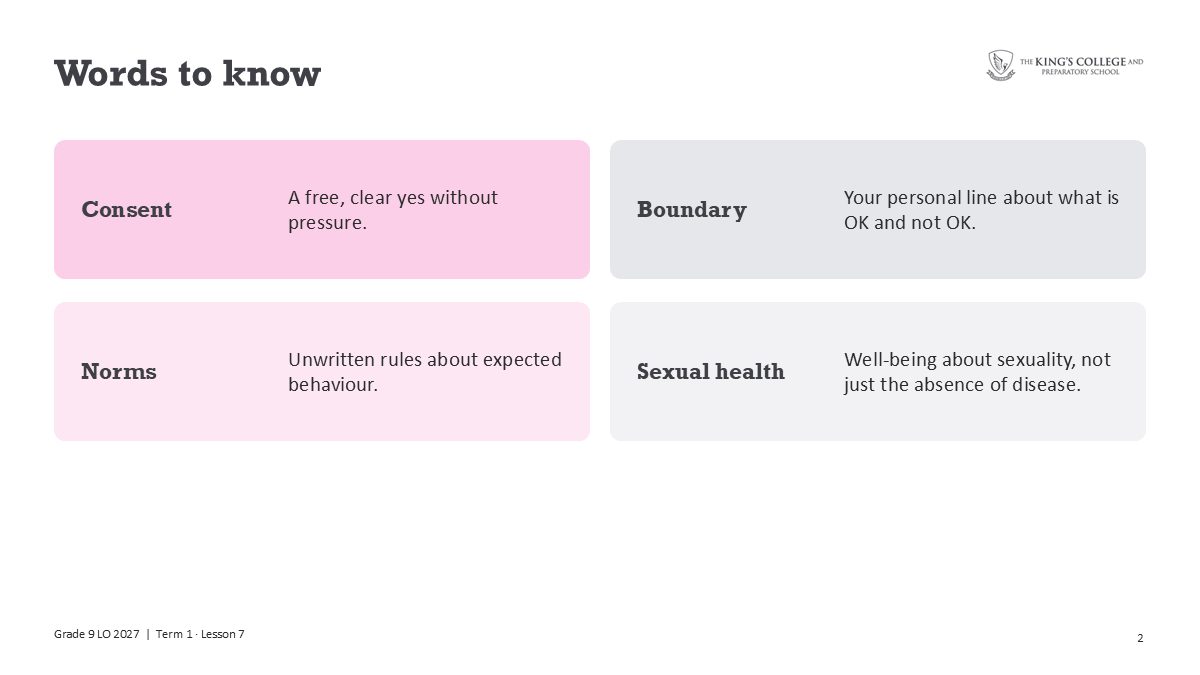 Words to know
THE KING'S COLLEGE AND
PREPARATORY SCHOOL
Consent
A free, clear yes without
pressure.
Boundary
Your personal line about what is
OK and not OK.
Norms
Unwritten rules about expected
behaviour.
Sexual health
Well-being about sexuality, not
just the absence of disease.
Grade 9 LO 2027 | Term 1 · Lesson 7
2